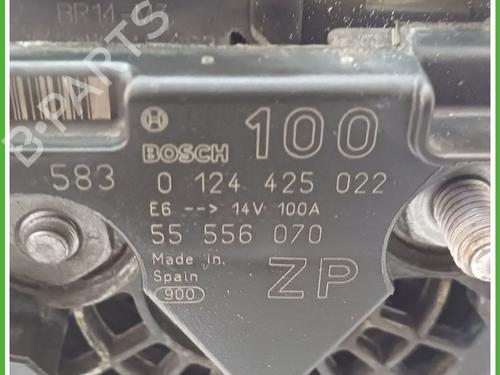 BOSCH 100
583 0 124 425 022
E6 --> 14V 100A
55 556 070
Made in
Spain
900 ZP
B-PARTS